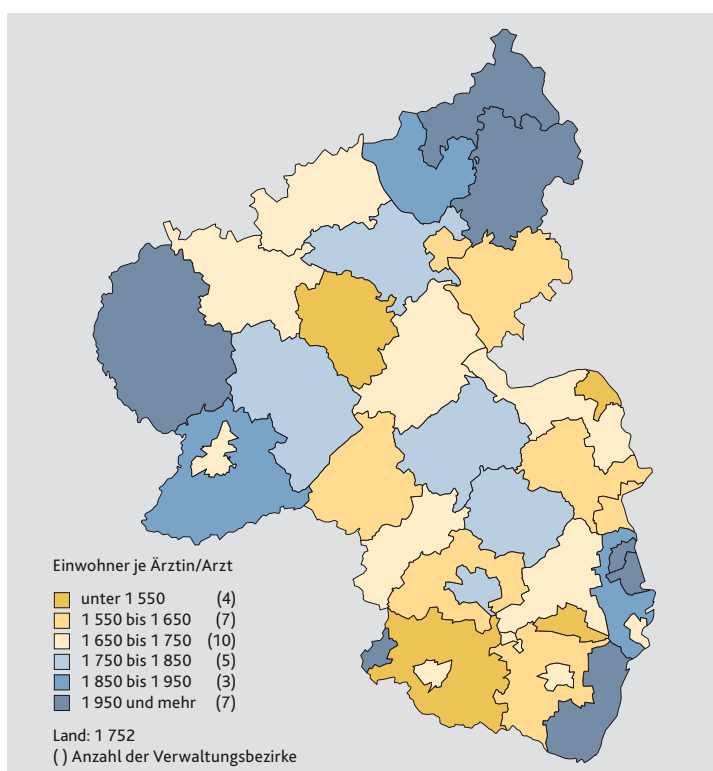 Einwohner je Ärztin/Arzt
unter 1 550 (4)
1 550 bis 1 650 (7)
1 650 bis 1 750 (10)
1 750 bis 1 850 (5)
1 850 bis 1 950 (3)
1 950 und mehr (7)
Land: 1 752
( ) Anzahl der Verwaltungsbezirke